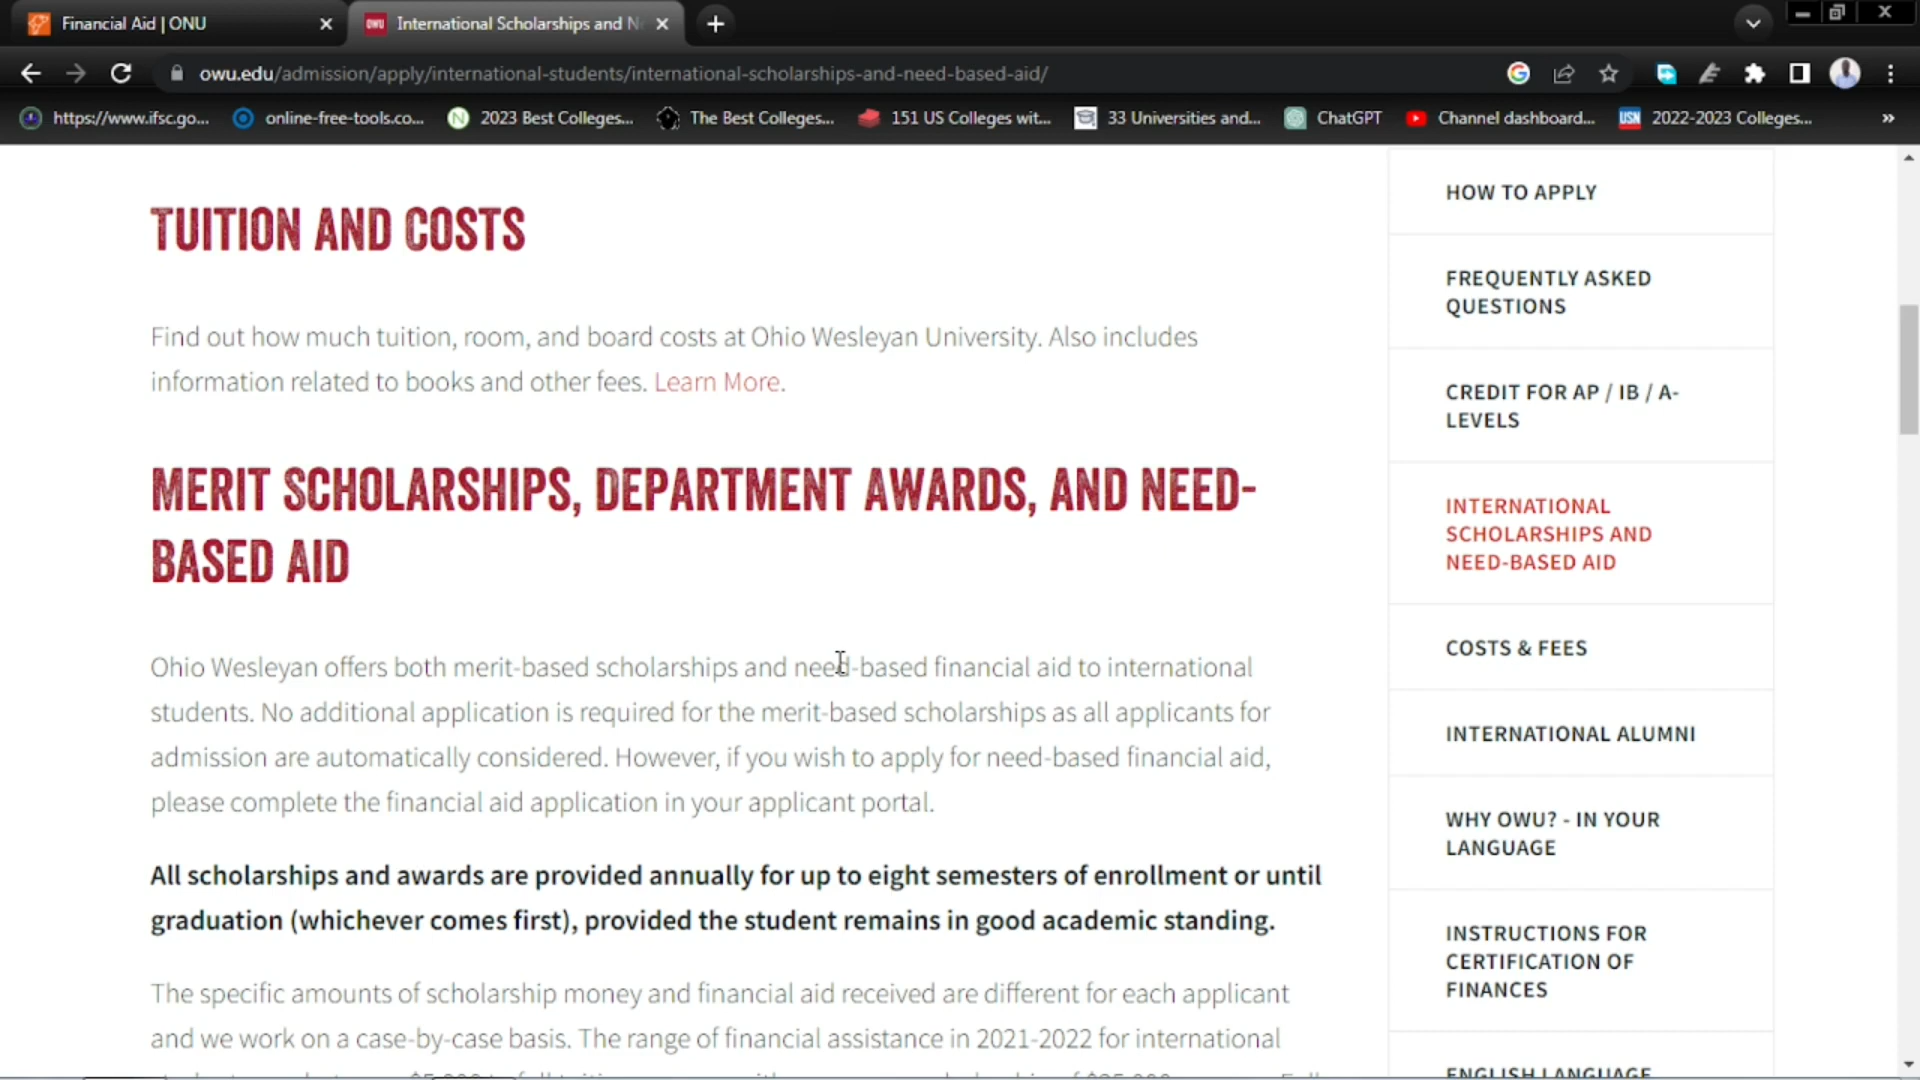 Financial Aid | ONU
International Scholarships and N
owu.edu/admission/apply/international-students/international-scholarships-and-need-based-aid/
https://www.ifsc.go...
online-free-tools.co...
2023 Best Colleges...
The Best Colleges...
151 US Colleges wit...
33 Universities and...
ChatGPT
Channel dashboard...
USN
2022-2023 Colleges...
TUITION AND COSTS
Find out how much tuition, room, and board costs at Ohio Wesleyan University. Also includes
information related to books and other fees. Learn More.
MERIT SCHOLARSHIPS, DEPARTMENT AWARDS, AND NEED-
BASED AID
Ohio Wesleyan offers both merit-based scholarships and need-based financial aid to international
students. No additional application is required for the merit-based scholarships as all applicants for
admission are automatically considered. However, if you wish to apply for need-based financial aid,
please complete the financial aid application in your applicant portal.
All scholarships and awards are provided annually for up to eight semesters of enrollment or until
graduation (whichever comes first), provided the student remains in good academic standing.
The specific amounts of scholarship money and financial aid received are different for each applicant
and we work on a case-by-case basis. The range of financial assistance in 2021-2022 for international
HOW TO APPLY
FREQUENTLY ASKED
QUESTIONS
CREDIT FOR AP / IB / A-
LEVELS
INTERNATIONAL
SCHOLARSHIPS AND
NEED-BASED AID
COSTS & FEES
INTERNATIONAL ALUMNI
WHY OWU? - IN YOUR
LANGUAGE
INSTRUCTIONS FOR
CERTIFICATION OF
FINANCES
ENGLISH LANGUAGE